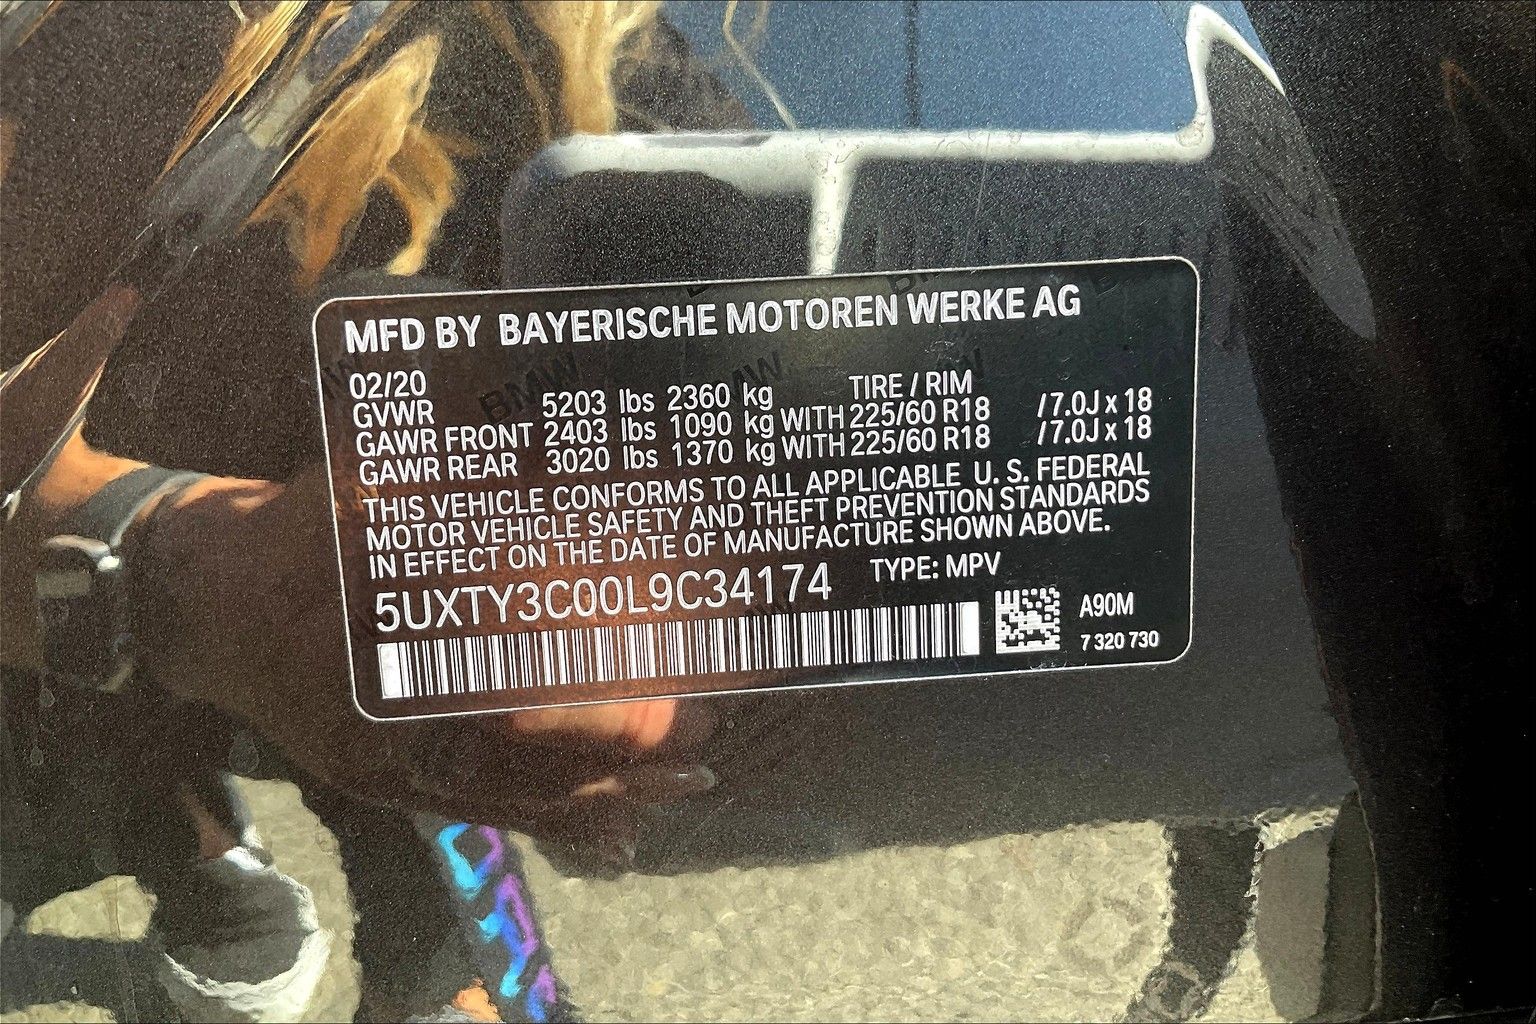 MFD BY BAYERISCHE MOTOREN WERKE AG
02/20 TIRE / RIM
GVWR 5203 lbs 2360 kg
GAWR FRONT 2403 lbs 1090 kg WITH 225/60 R18 / 7.0J x 18
GAWR REAR 3020 lbs 1370 kg WITH 225/60 R18 / 7.0J x 18
THIS VEHICLE CONFORMS TO ALL APPLICABLE U. S. FEDERAL
MOTOR VEHICLE SAFETY AND THEFT PREVENTION STANDARDS
IN EFFECT ON THE DATE OF MANUFACTURE SHOWN ABOVE.
5UXTY3C00L9C34174 TYPE: MPV
A90M
7 320 730